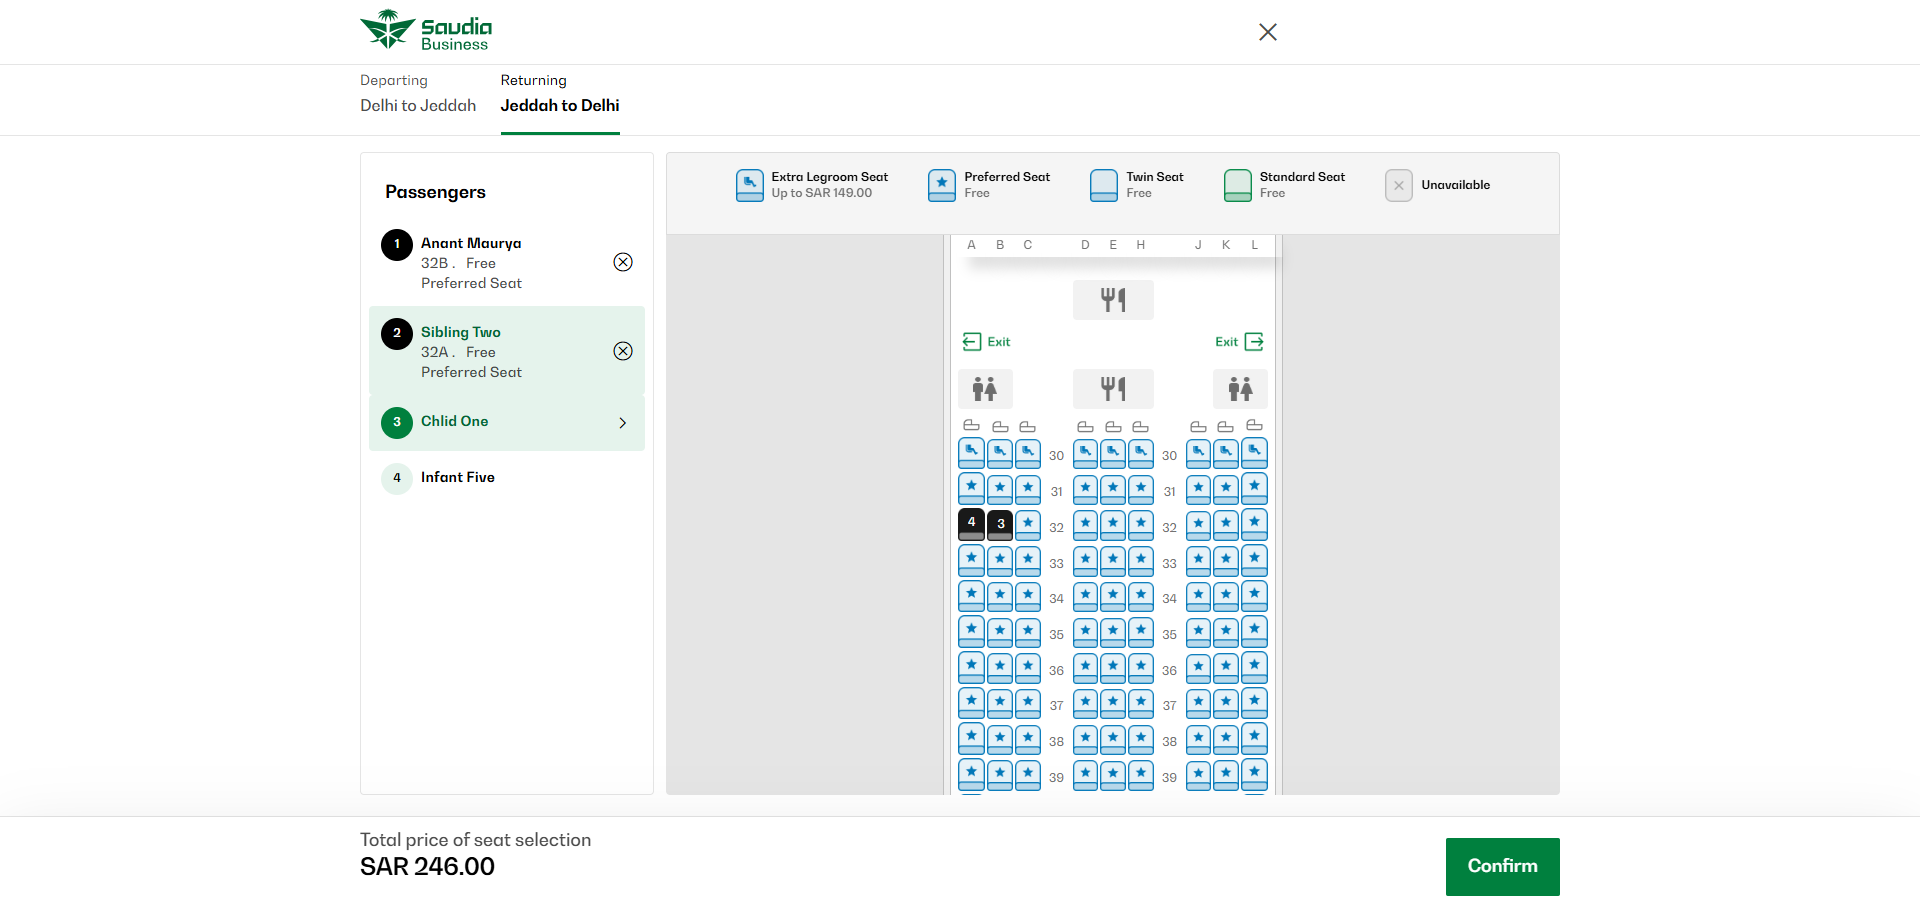 Saudia
Business
Departing
Delhi to Jeddah
Returning
Jeddah to Delhi
Passengers
1
Anant Maurya
32B . Free
Preferred Seat
2
Sibling Two
32A . Free
Preferred Seat
3
Chlid One
4
Infant Five
Extra Legroom Seat
Up to SAR 149.00
Preferred Seat
Free
Twin Seat
Free
Standard Seat
Free
Unavailable
A B C D E H J K L
Exit
Exit
30 30
31 31
4 3 32 32
33 33
34 34
35 35
36 36
37 37
38 38
39 39
Total price of seat selection
SAR 246.00
Confirm